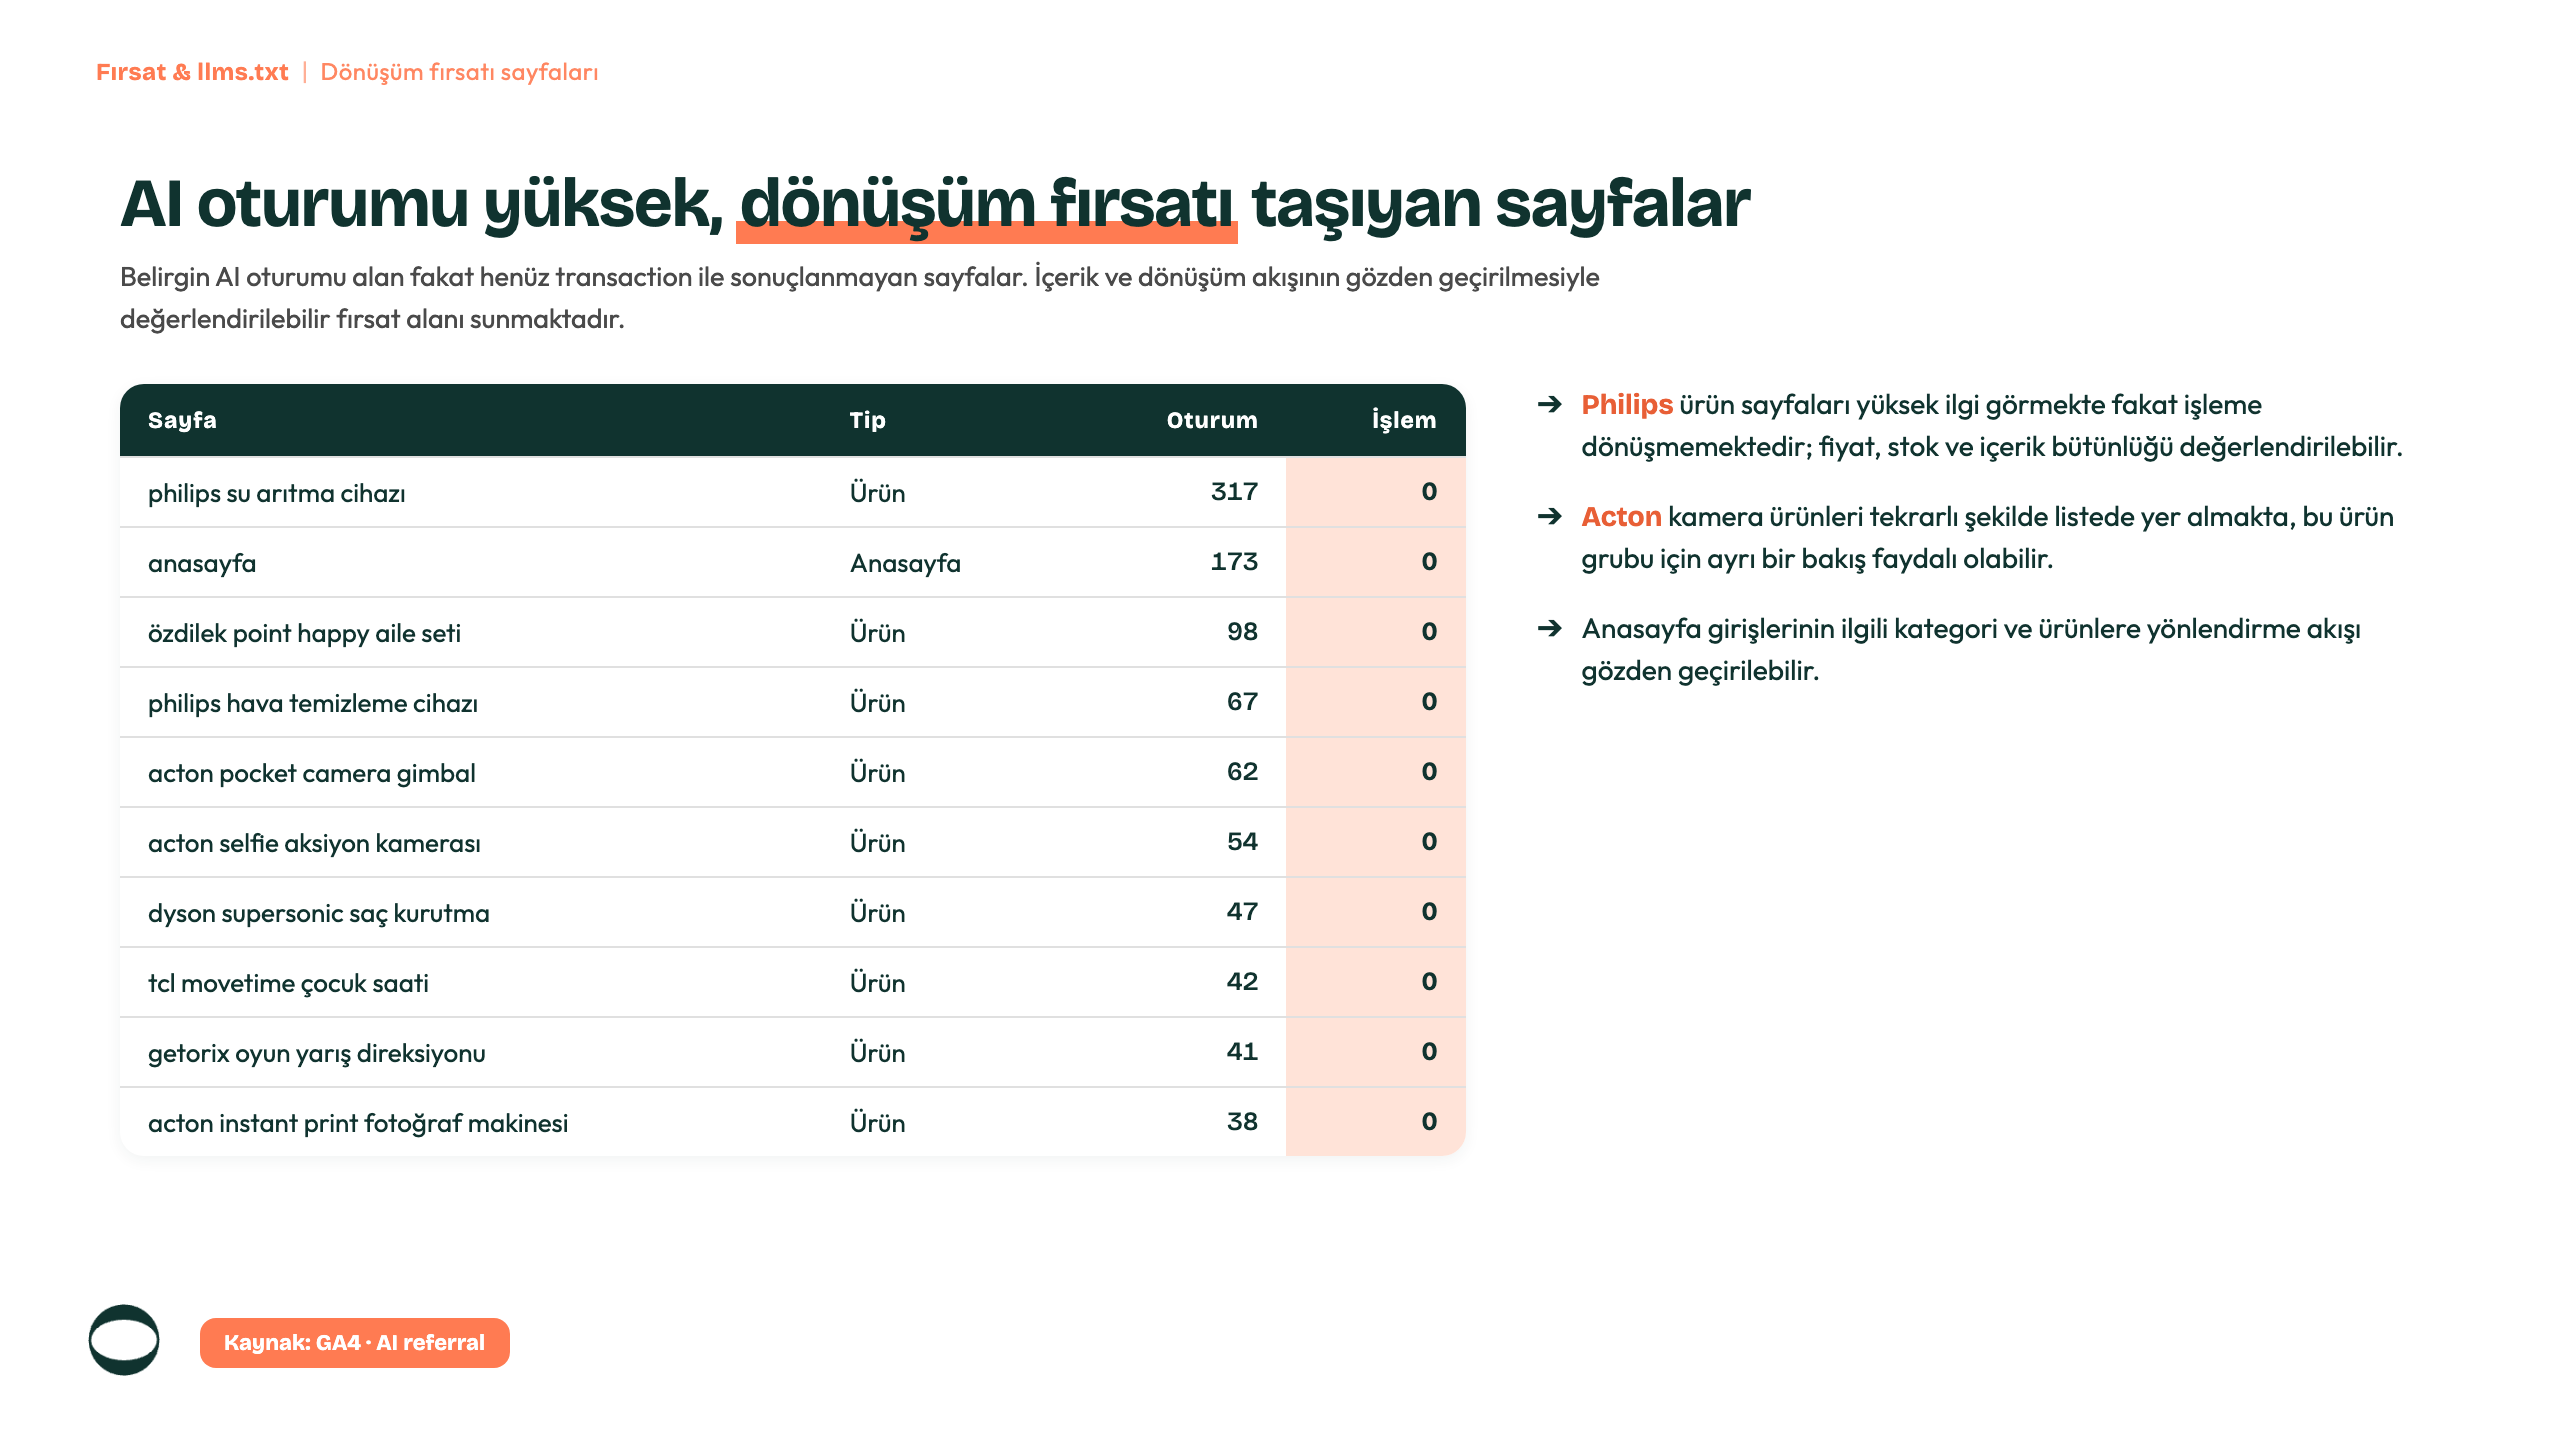 Fırsat & llms.txt | Dönüşüm fırsatı sayfaları
AI oturumu yüksek, dönüşüm fırsatı taşıyan sayfalar
Belirgin AI oturumu alan fakat henüz transaction ile sonuçlanmayan sayfalar. İçerik ve dönüşüm akışının gözden geçirilmesiyle
değerlendirilebilir fırsat alanı sunmaktadır.
Sayfa Tip Oturum İşlem
philips su arıtma cihazı Ürün 317 0
anasayfa Anasayfa 173 0
özdilek point happy aile seti Ürün 98 0
philips hava temizleme cihazı Ürün 67 0
acton pocket camera gimbal Ürün 62 0
acton selfie aksiyon kamerası Ürün 54 0
dyson supersonic saç kurutma Ürün 47 0
tcl movetime çocuk saati Ürün 42 0
getorix oyun yarış direksiyonu Ürün 41 0
acton instant print fotoğraf makinesi Ürün 38 0
→ Philips ürün sayfaları yüksek ilgi görmekte fakat işleme
dönüşmemektedir; fiyat, stok ve içerik bütünlüğü değerlendirilebilir.
→ Acton kamera ürünleri tekrarlı şekilde listede yer almakta, bu ürün
grubu için ayrı bir bakış faydalı olabilir.
→ Anasayfa girişlerinin ilgili kategori ve ürünlere yönlendirme akışı
gözden geçirilebilir.
Kaynak: GA4 · AI referral